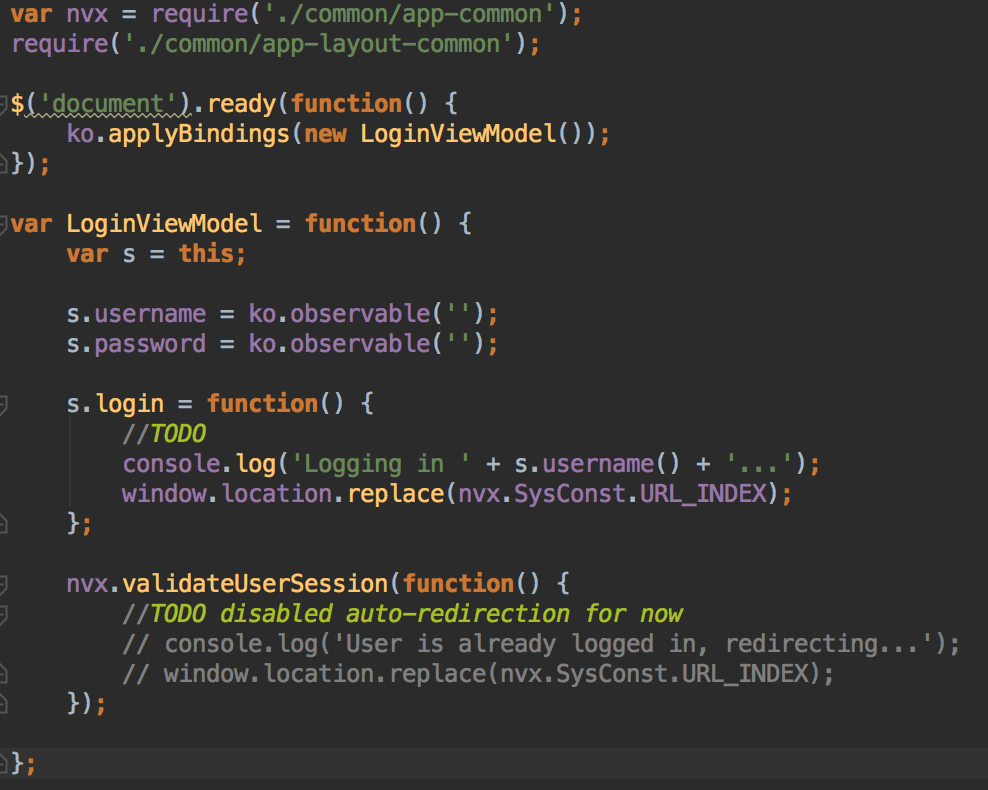 var nvx = require('./common/app-common');
require('./common/app-layout-common');
$('document').ready(function() {
    ko.applyBindings(new LoginViewModel());
});
var LoginViewModel = function() {
    var s = this;
    s.username = ko.observable('');
    s.password = ko.observable('');
    s.login = function() {
        //TODO
        console.log('Logging in ' + s.username() + '...');
        window.location.replace(nvx.SysConst.URL_INDEX);
    };
    nvx.validateUserSession(function() {
        //TODO disabled auto-redirection for now
        // console.log('User is already logged in, redirecting...');
        // window.location.replace(nvx.SysConst.URL_INDEX);
    });
};